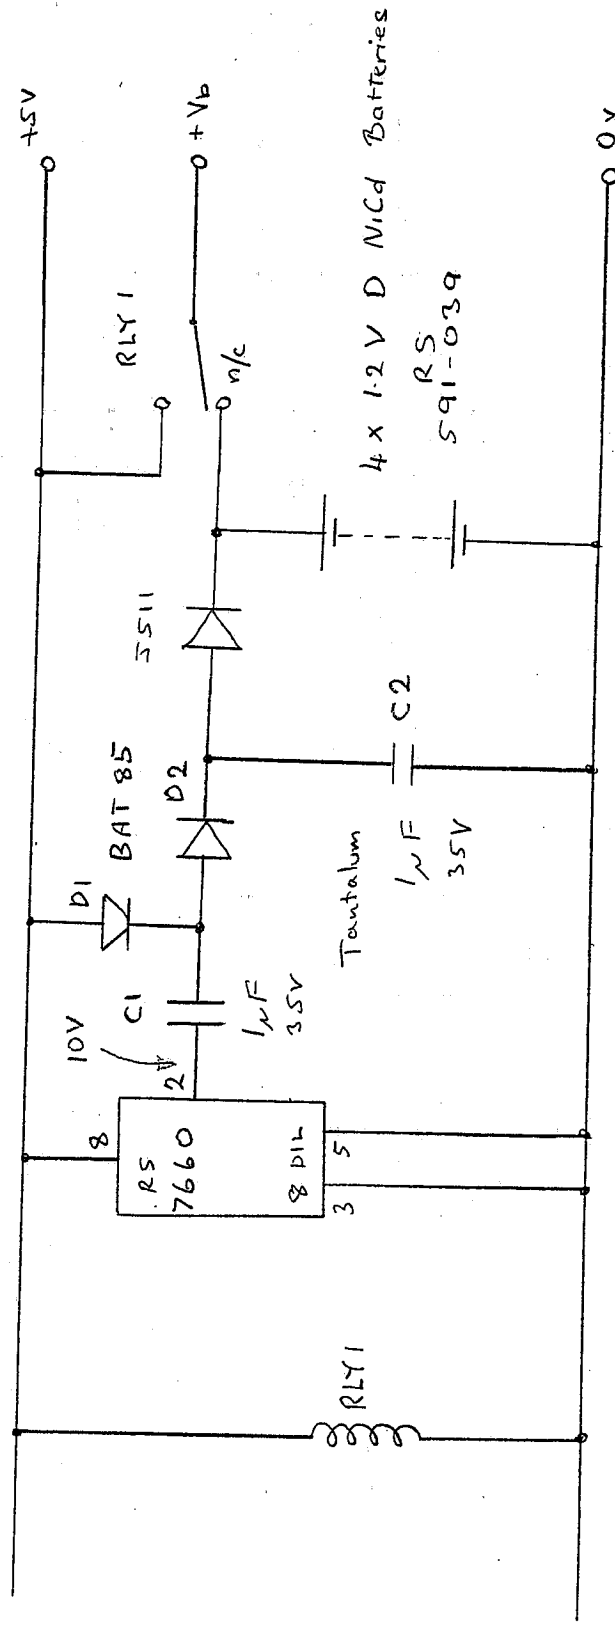 +5V
RLY 1
+ Vb
n/c
4 x 1.2 V D NiCd Batteries
RS
591-039
0V
J511
BAT 85
D2
D1
C2
1µF
35V
Tantalum
C1
1µF
35V
10V
2
8
RS
7660
8 DIL
5
3
RLY1